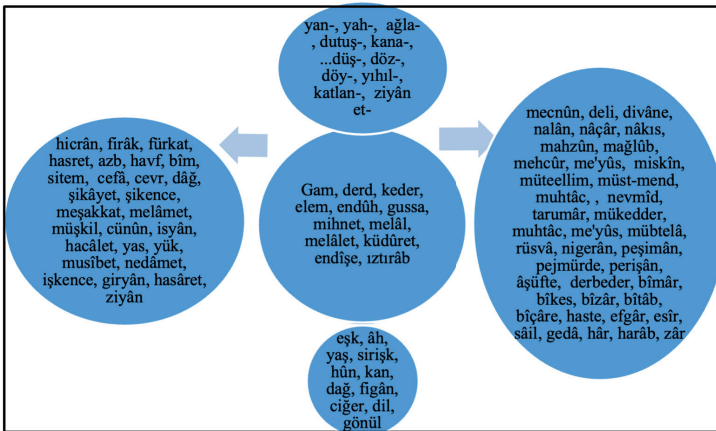 yan-, yah-, ağla-
, dutuş-, kana-
...düş-, döz-,
döy-, yıhıl-,
katlan-, ziyân
et-
hicrân, firâk, fürkat,
hasret, azb, havf, bîm,
sitem, cefâ, cevr, dâğ,
şikâyet, şikence,
meşakkat, melâmet,
müşkil, cünûn, isyân,
hacâlet, yas, yük,
musîbet, nedâmet,
işkence, giryân, hasâret,
ziyân
Gam, derd, keder,
elem, endûh, gussa,
mihnet, melâl,
melâlet, küdûret,
endîşe, ıztırâb
mecnûn, deli, divâne,
nalân, nâçâr, nâkıs,
mahzûn, mağlûb,
mehcûr, me'yûs, miskîn,
müteellim, müst-mend,
muhtâc, , nevmîd,
tarumâr, mükedder,
muhtâc, me'yûs, mübtelâ,
rüsvâ, nigerân, peşimân,
pejmürde, perişân,
âşüfte, derbeder, bîmâr,
bîkes, bîzâr, bîtâb,
bîçâre, haste, efgâr, esîr,
sâil, gedâ, hâr, harâb, zâr
eşk, âh,
yaş, sirişk,
hûn, kan,
dağ, figân,
ciğer, dil,
gönül